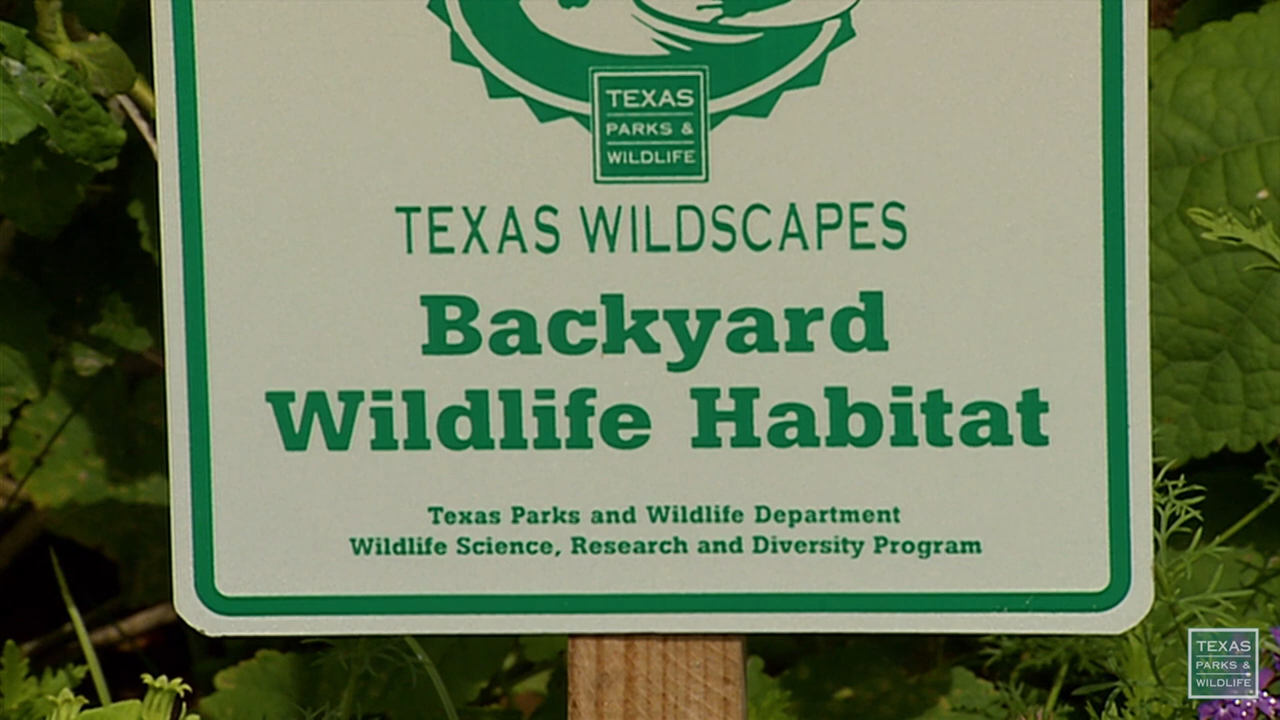 TEXAS
PARKS &
WILDLIFE
TEXAS WILDSCAPES
Backyard
Wildlife Habitat
Texas Parks and Wildlife Department
Wildlife Science, Research and Diversity Program
TEXAS
PARKS &
WILDLIFE